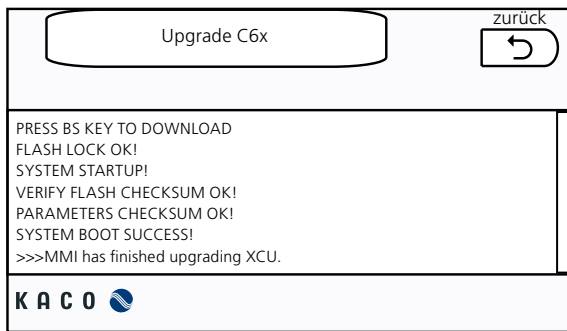 Upgrade C6x
zurück
PRESS BS KEY TO DOWNLOAD
FLASH LOCK OK!
SYSTEM STARTUP!
VERIFY FLASH CHECKSUM OK!
PARAMETERS CHECKSUM OK!
SYSTEM BOOT SUCCESS!
>>>MMI has finished upgrading XCU.
KACO